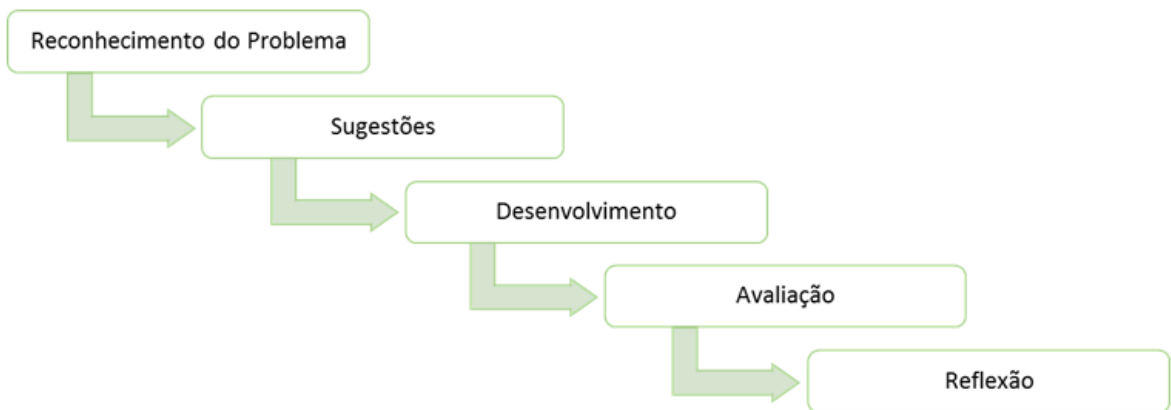 Reconhecimento do Problema
Sugestões
Desenvolvimento
Avaliação
Reflexão